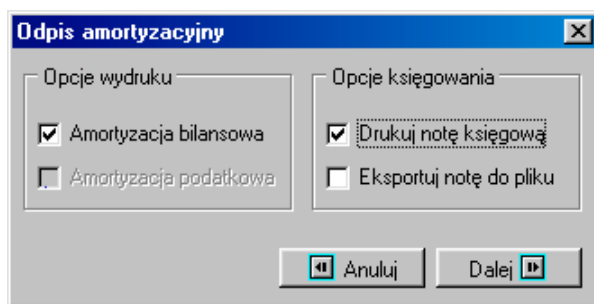 Odpis amortyzacyjny
Opcje wydruku
Amortyzacja bilansowa
Amortyzacja podatkowa
Opcje księgowania
Drukuj notę księgową
Eksportuj notę do pliku
Anuluj
Dalej